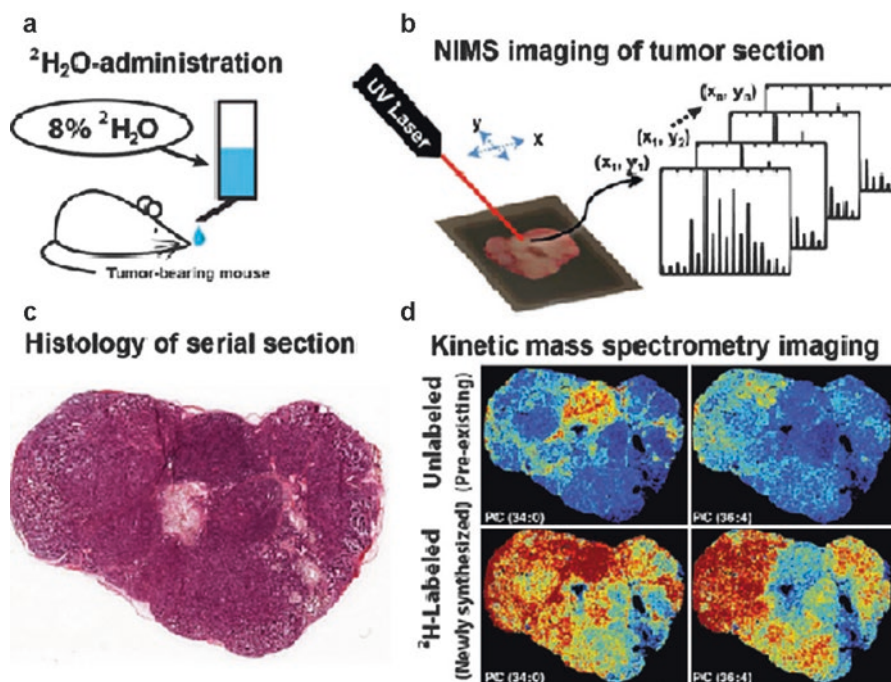 a
²H₂O-administration
8% ²H₂O
Tumor-bearing mouse
b
NIMS imaging of tumor section
UV Laser
y
x
(x₁, y₁)
(x₁, y₂)
(xₙ, yₙ)
c
Histology of serial section
d
Kinetic mass spectrometry imaging
Unlabeled
(Pre-existing)
PC (34:0)
PC (36:4)
²H-Labeled
(Newly synthesized)
PC (34:0)
PC (36:4)